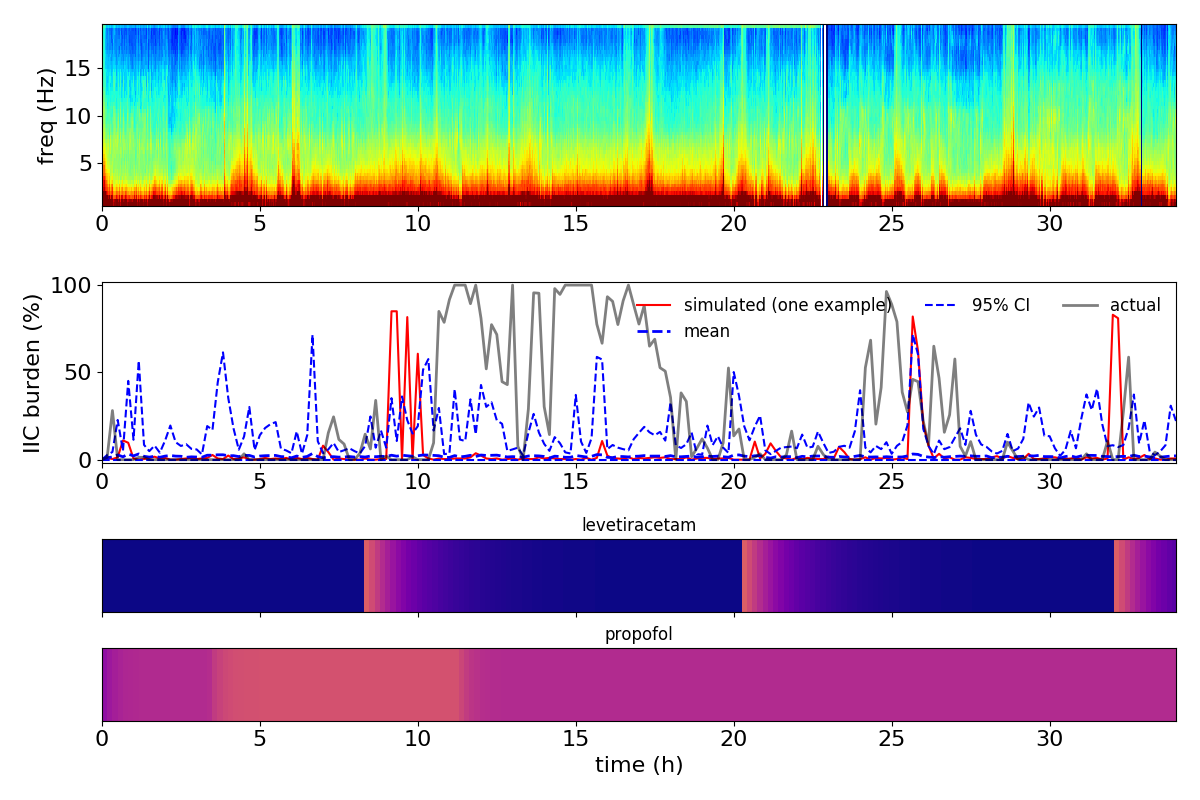 freq (Hz)
15
10
5
0 5 10 15 20 25 30
IIC burden (%)
100
50
0
simulated (one example)
mean
95% CI
actual
0 5 10 15 20 25 30
levetiracetam
propofol
0 5 10 15 20 25 30
time (h)